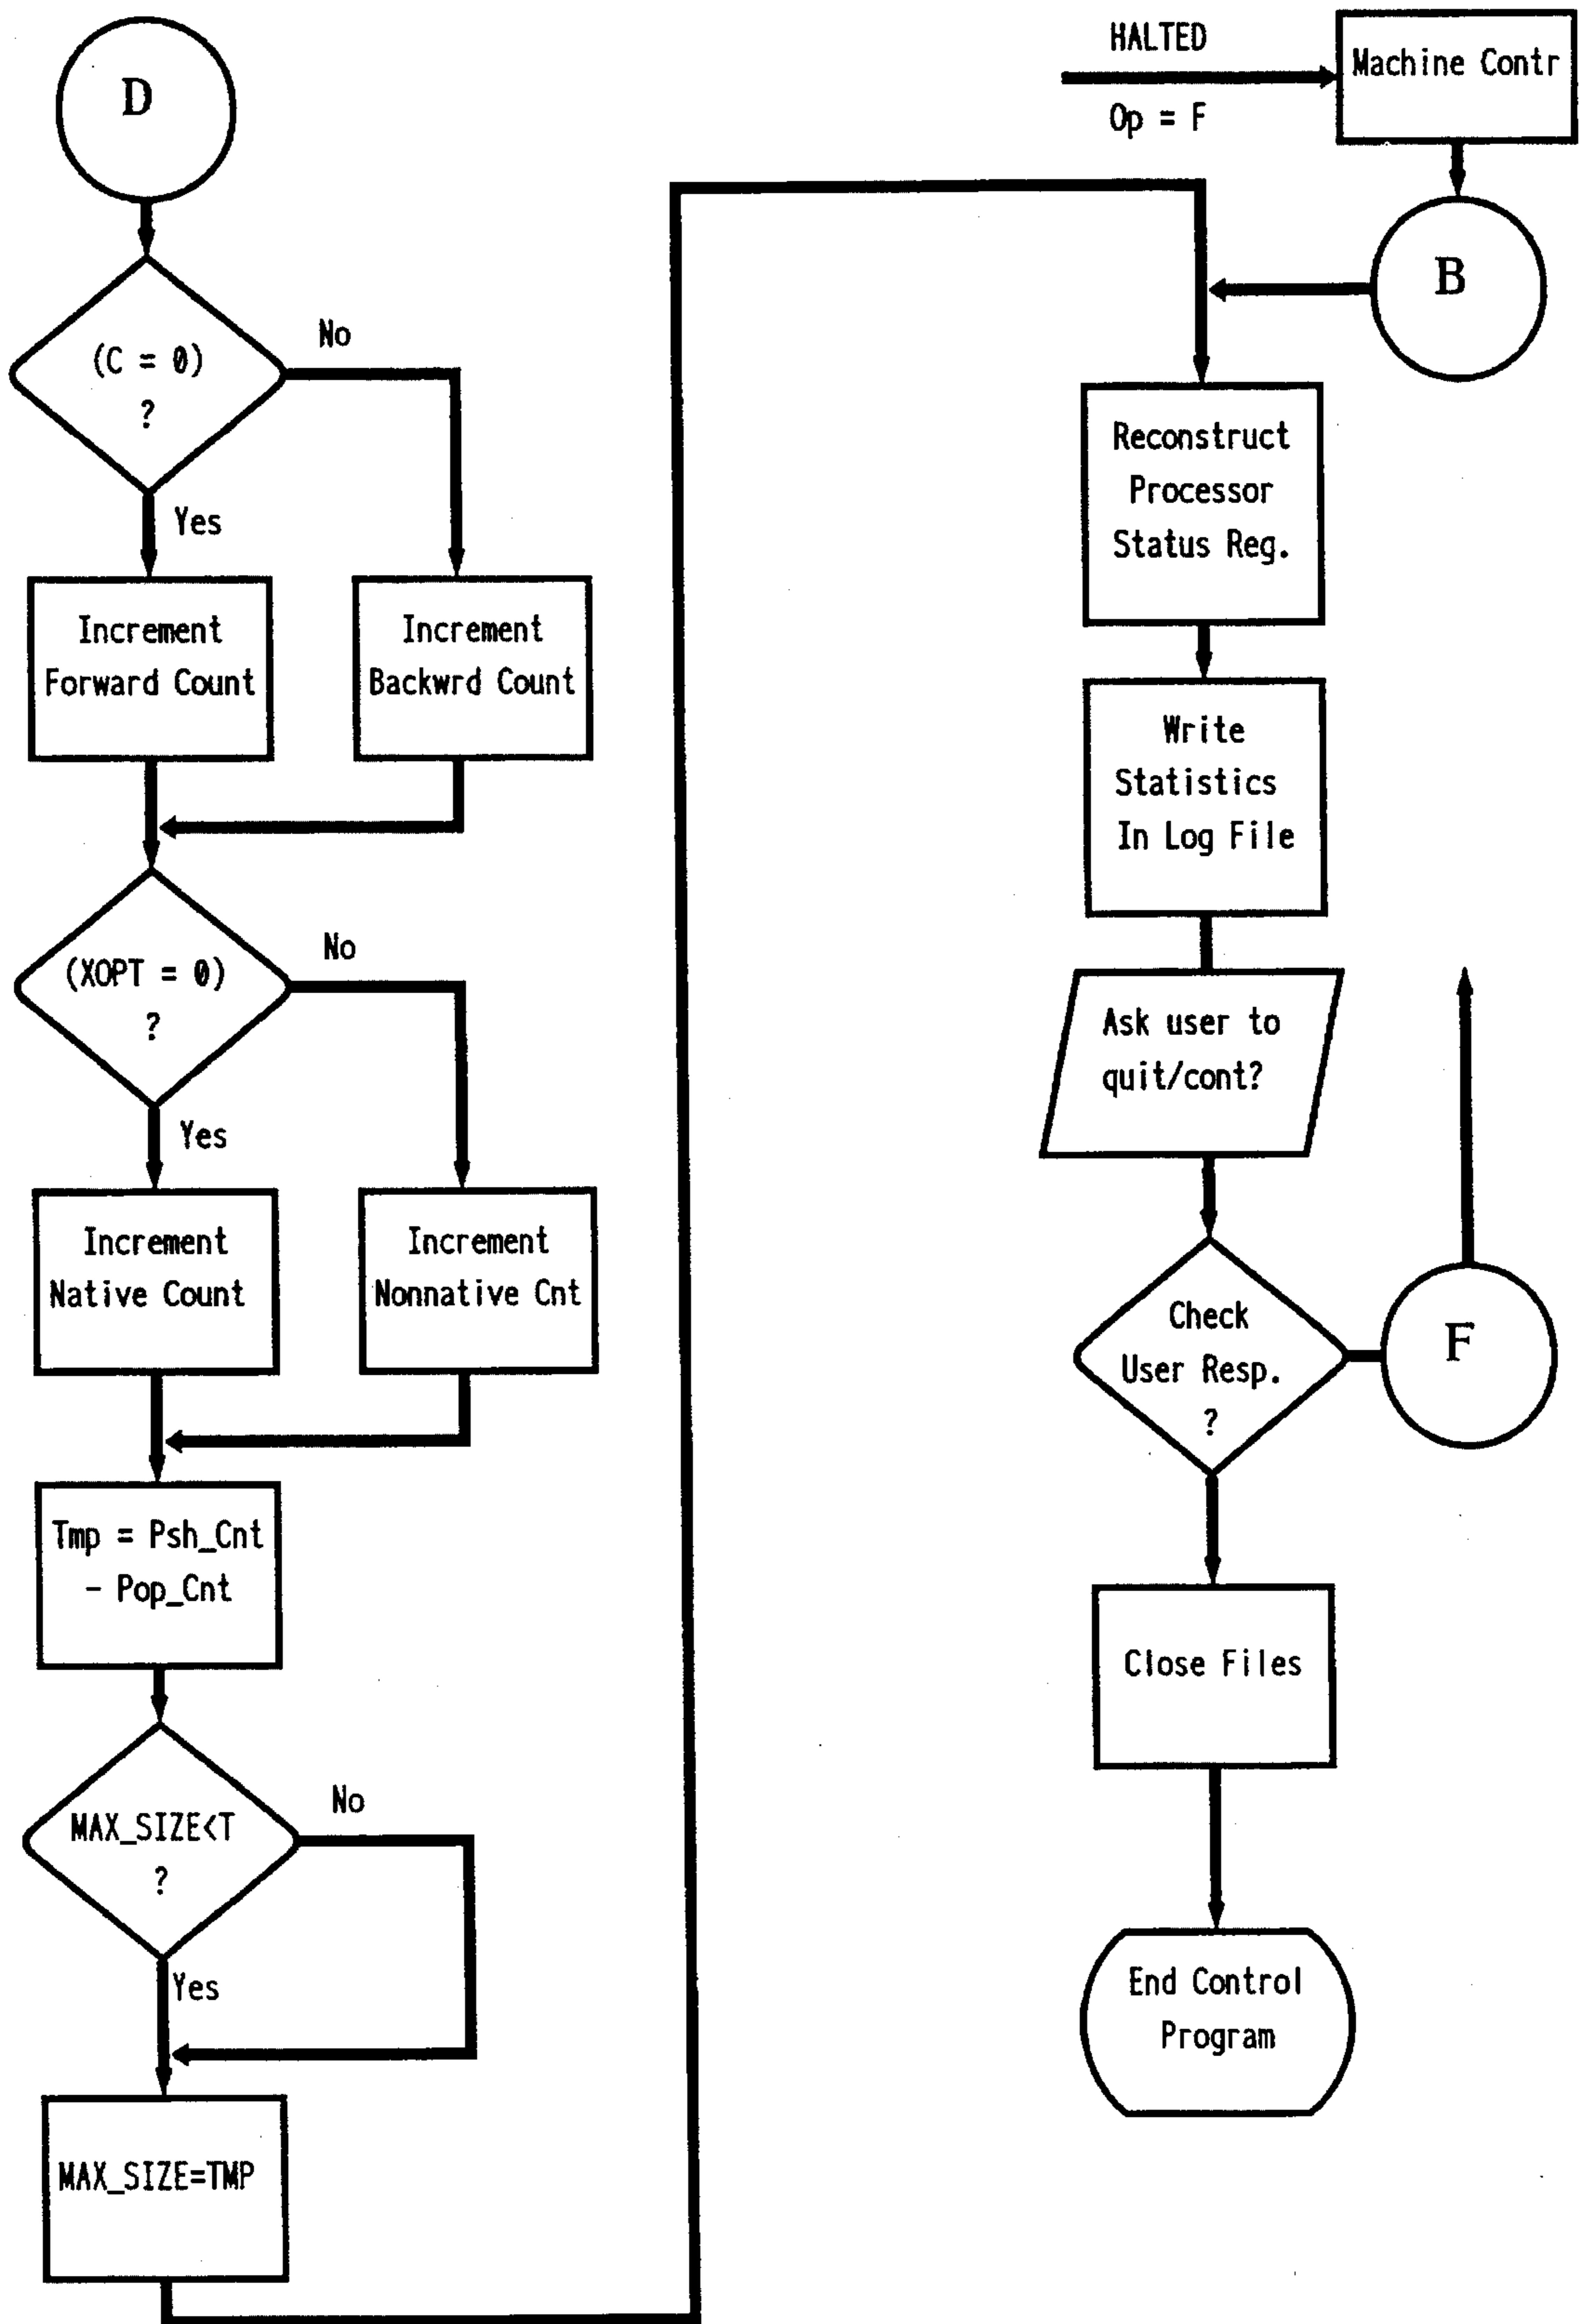 D
(C = 0)
?
No
Yes
Increment
Forward Count
Increment
Backwrd Count
(XOPT = 0)
?
No
Yes
Increment
Native Count
Increment
Nonnative Cnt
Tmp = Psh_Cnt
- Pop_Cnt
MAX_SIZE<T
?
No
Yes
MAX_SIZE=TMP
HALTED
Op = F
Machine Contr
B
Reconstruct
Processor
Status Reg.
Write
Statistics
In Log File
Ask user to
quit/cont?
Check
User Resp.
?
F
Close Files
End Control
Program